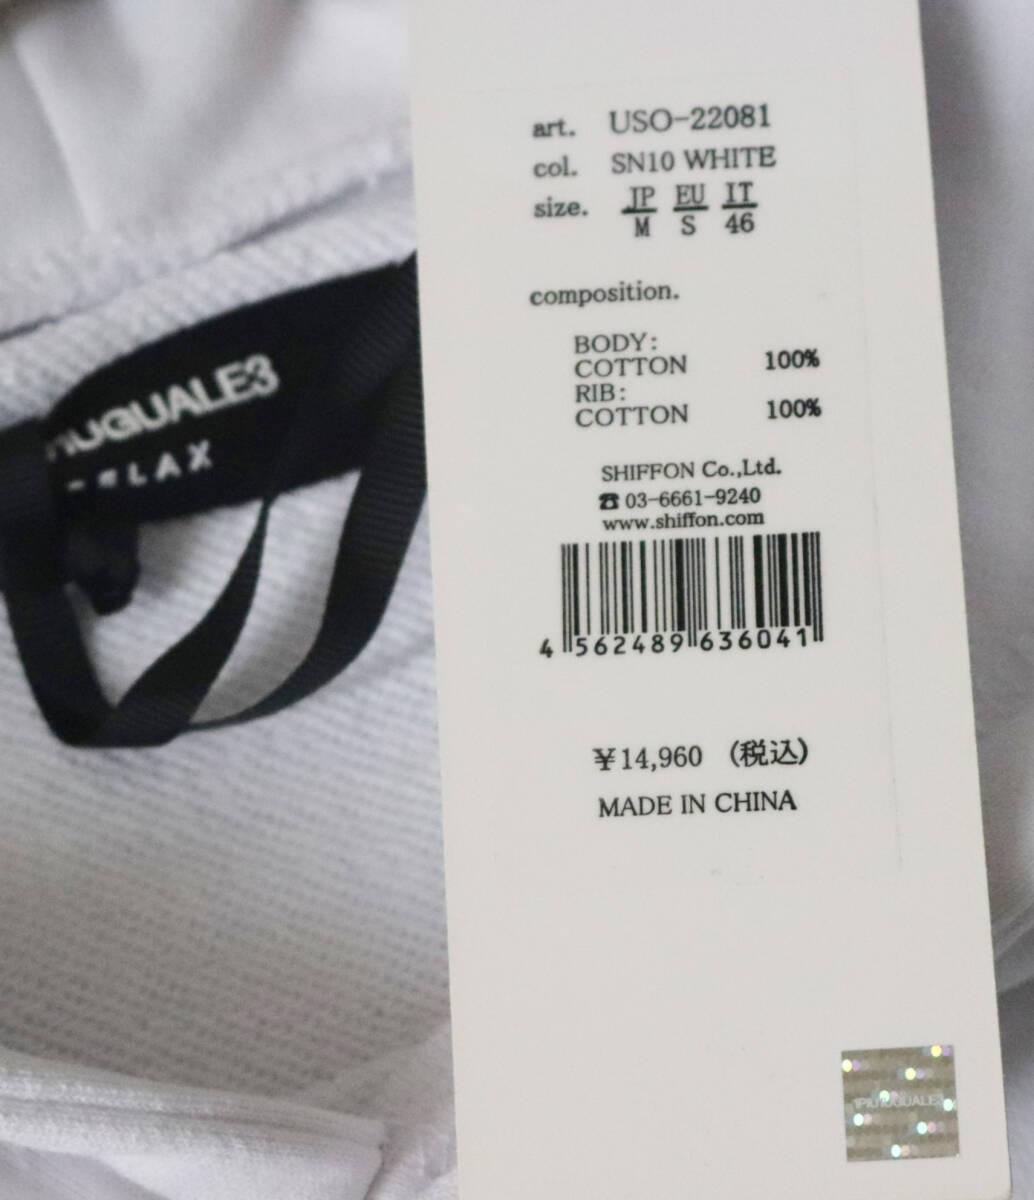 art. USO-22081
col. SN10 WHITE
size. JP EU IT
M S 46
composition.
BODY:
COTTON 100%
RIB:
COTTON 100%
SHIFFON Co.,Ltd.
☎ 03-6661-9240
www.shiffon.com
4 562489 636041
¥14,960 (税込)
MADE IN CHINA
1PIU1UGUALE3